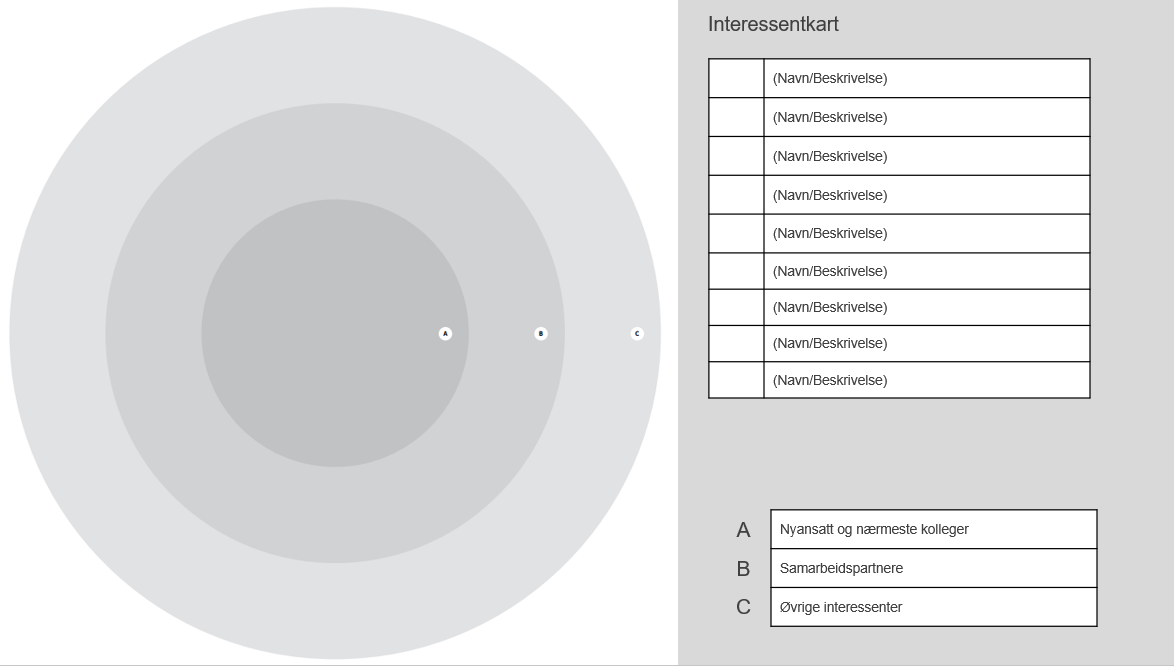 A
B
C
Interessentkart
(Navn/Beskrivelse)
(Navn/Beskrivelse)
(Navn/Beskrivelse)
(Navn/Beskrivelse)
(Navn/Beskrivelse)
(Navn/Beskrivelse)
(Navn/Beskrivelse)
(Navn/Beskrivelse)
(Navn/Beskrivelse)
A Nyansatt og nærmeste kolleger
B Samarbeidspartnere
C Øvrige interessenter